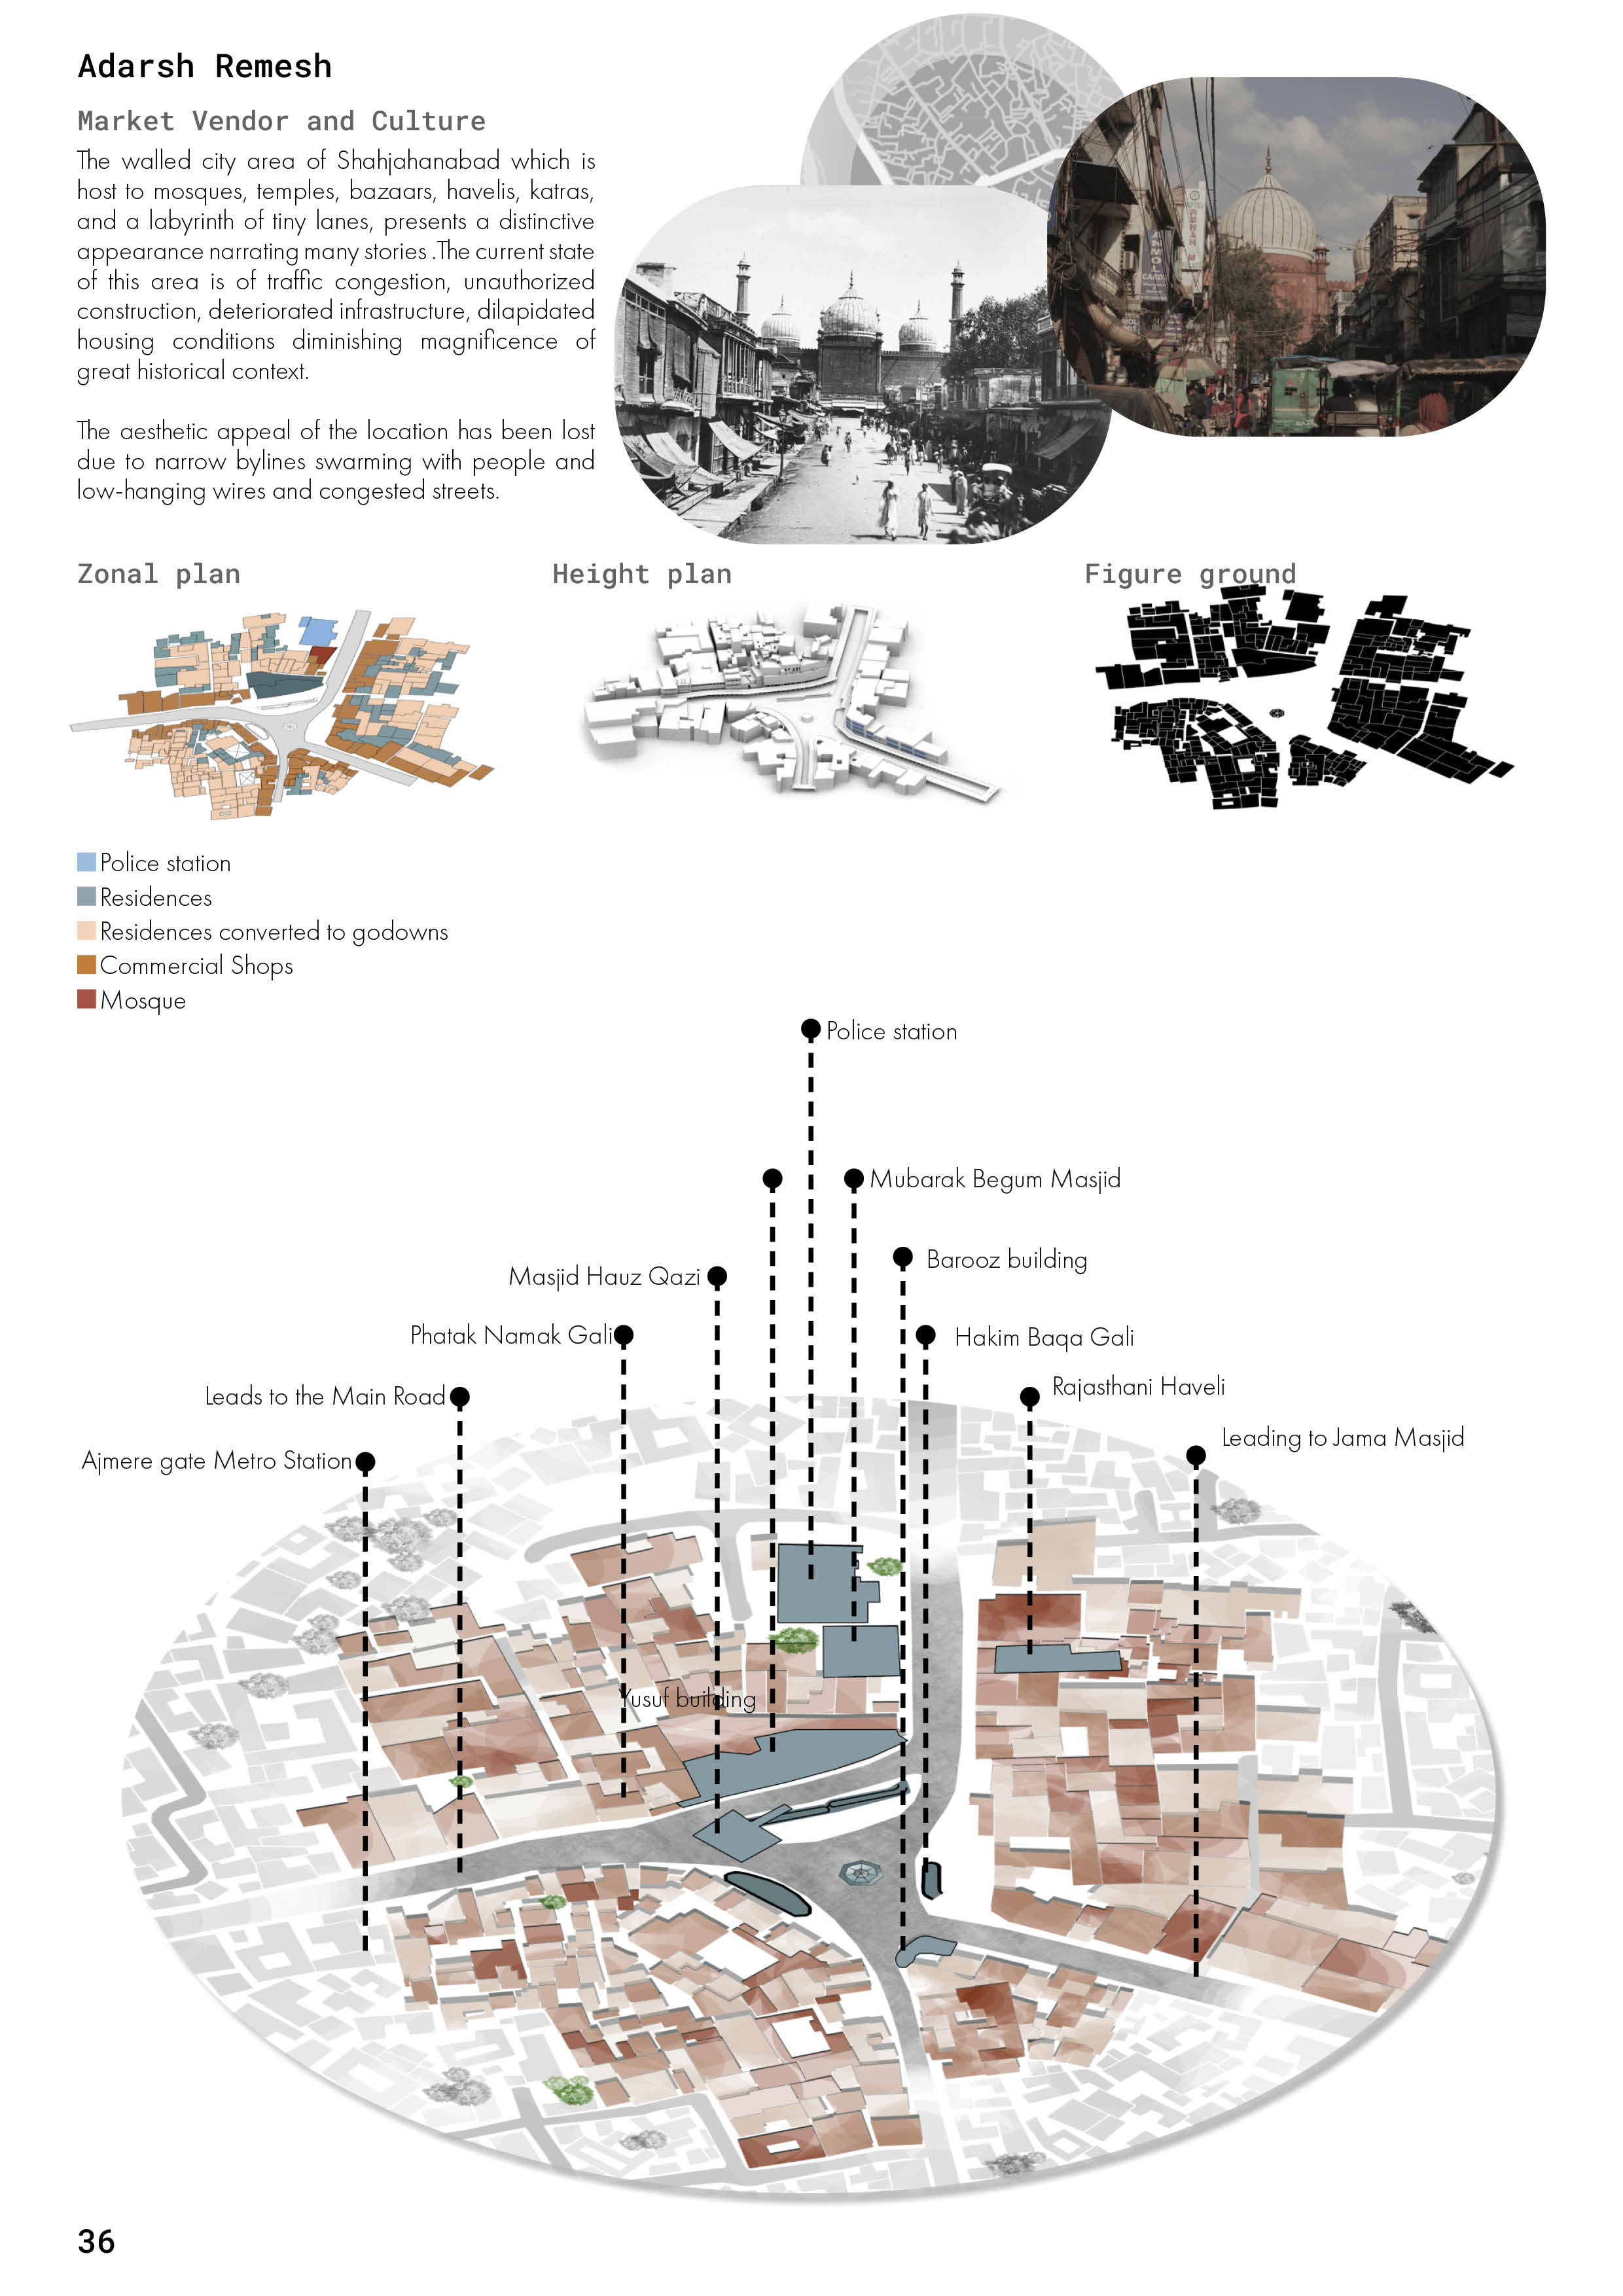 Adarsh Remesh
Market Vendor and Culture
The walled city area of Shahjahanabad which is
host to mosques, temples, bazaars, havelis, katras,
and a labyrinth of tiny lanes, presents a distinctive
appearance narrating many stories .The current state
of this area is of traffic congestion, unauthorized
construction, deteriorated infrastructure, dilapidated
housing conditions diminishing magnificence of
great historical context.
The aesthetic appeal of the location has been lost
due to narrow bylines swarming with people and
low-hanging wires and congested streets.
Zonal plan
Height plan
Figure ground
Police station
Residences
Residences converted to godowns
Commercial Shops
Mosque
Police station
Mubarak Begum Masjid
Barooz building
Masjid Hauz Qazi
Phatak Namak Gali
Hakim Baqa Gali
Leads to the Main Road
Rajasthani Haveli
Leading to Jama Masjid
Ajmere gate Metro Station
Yusuf building
36